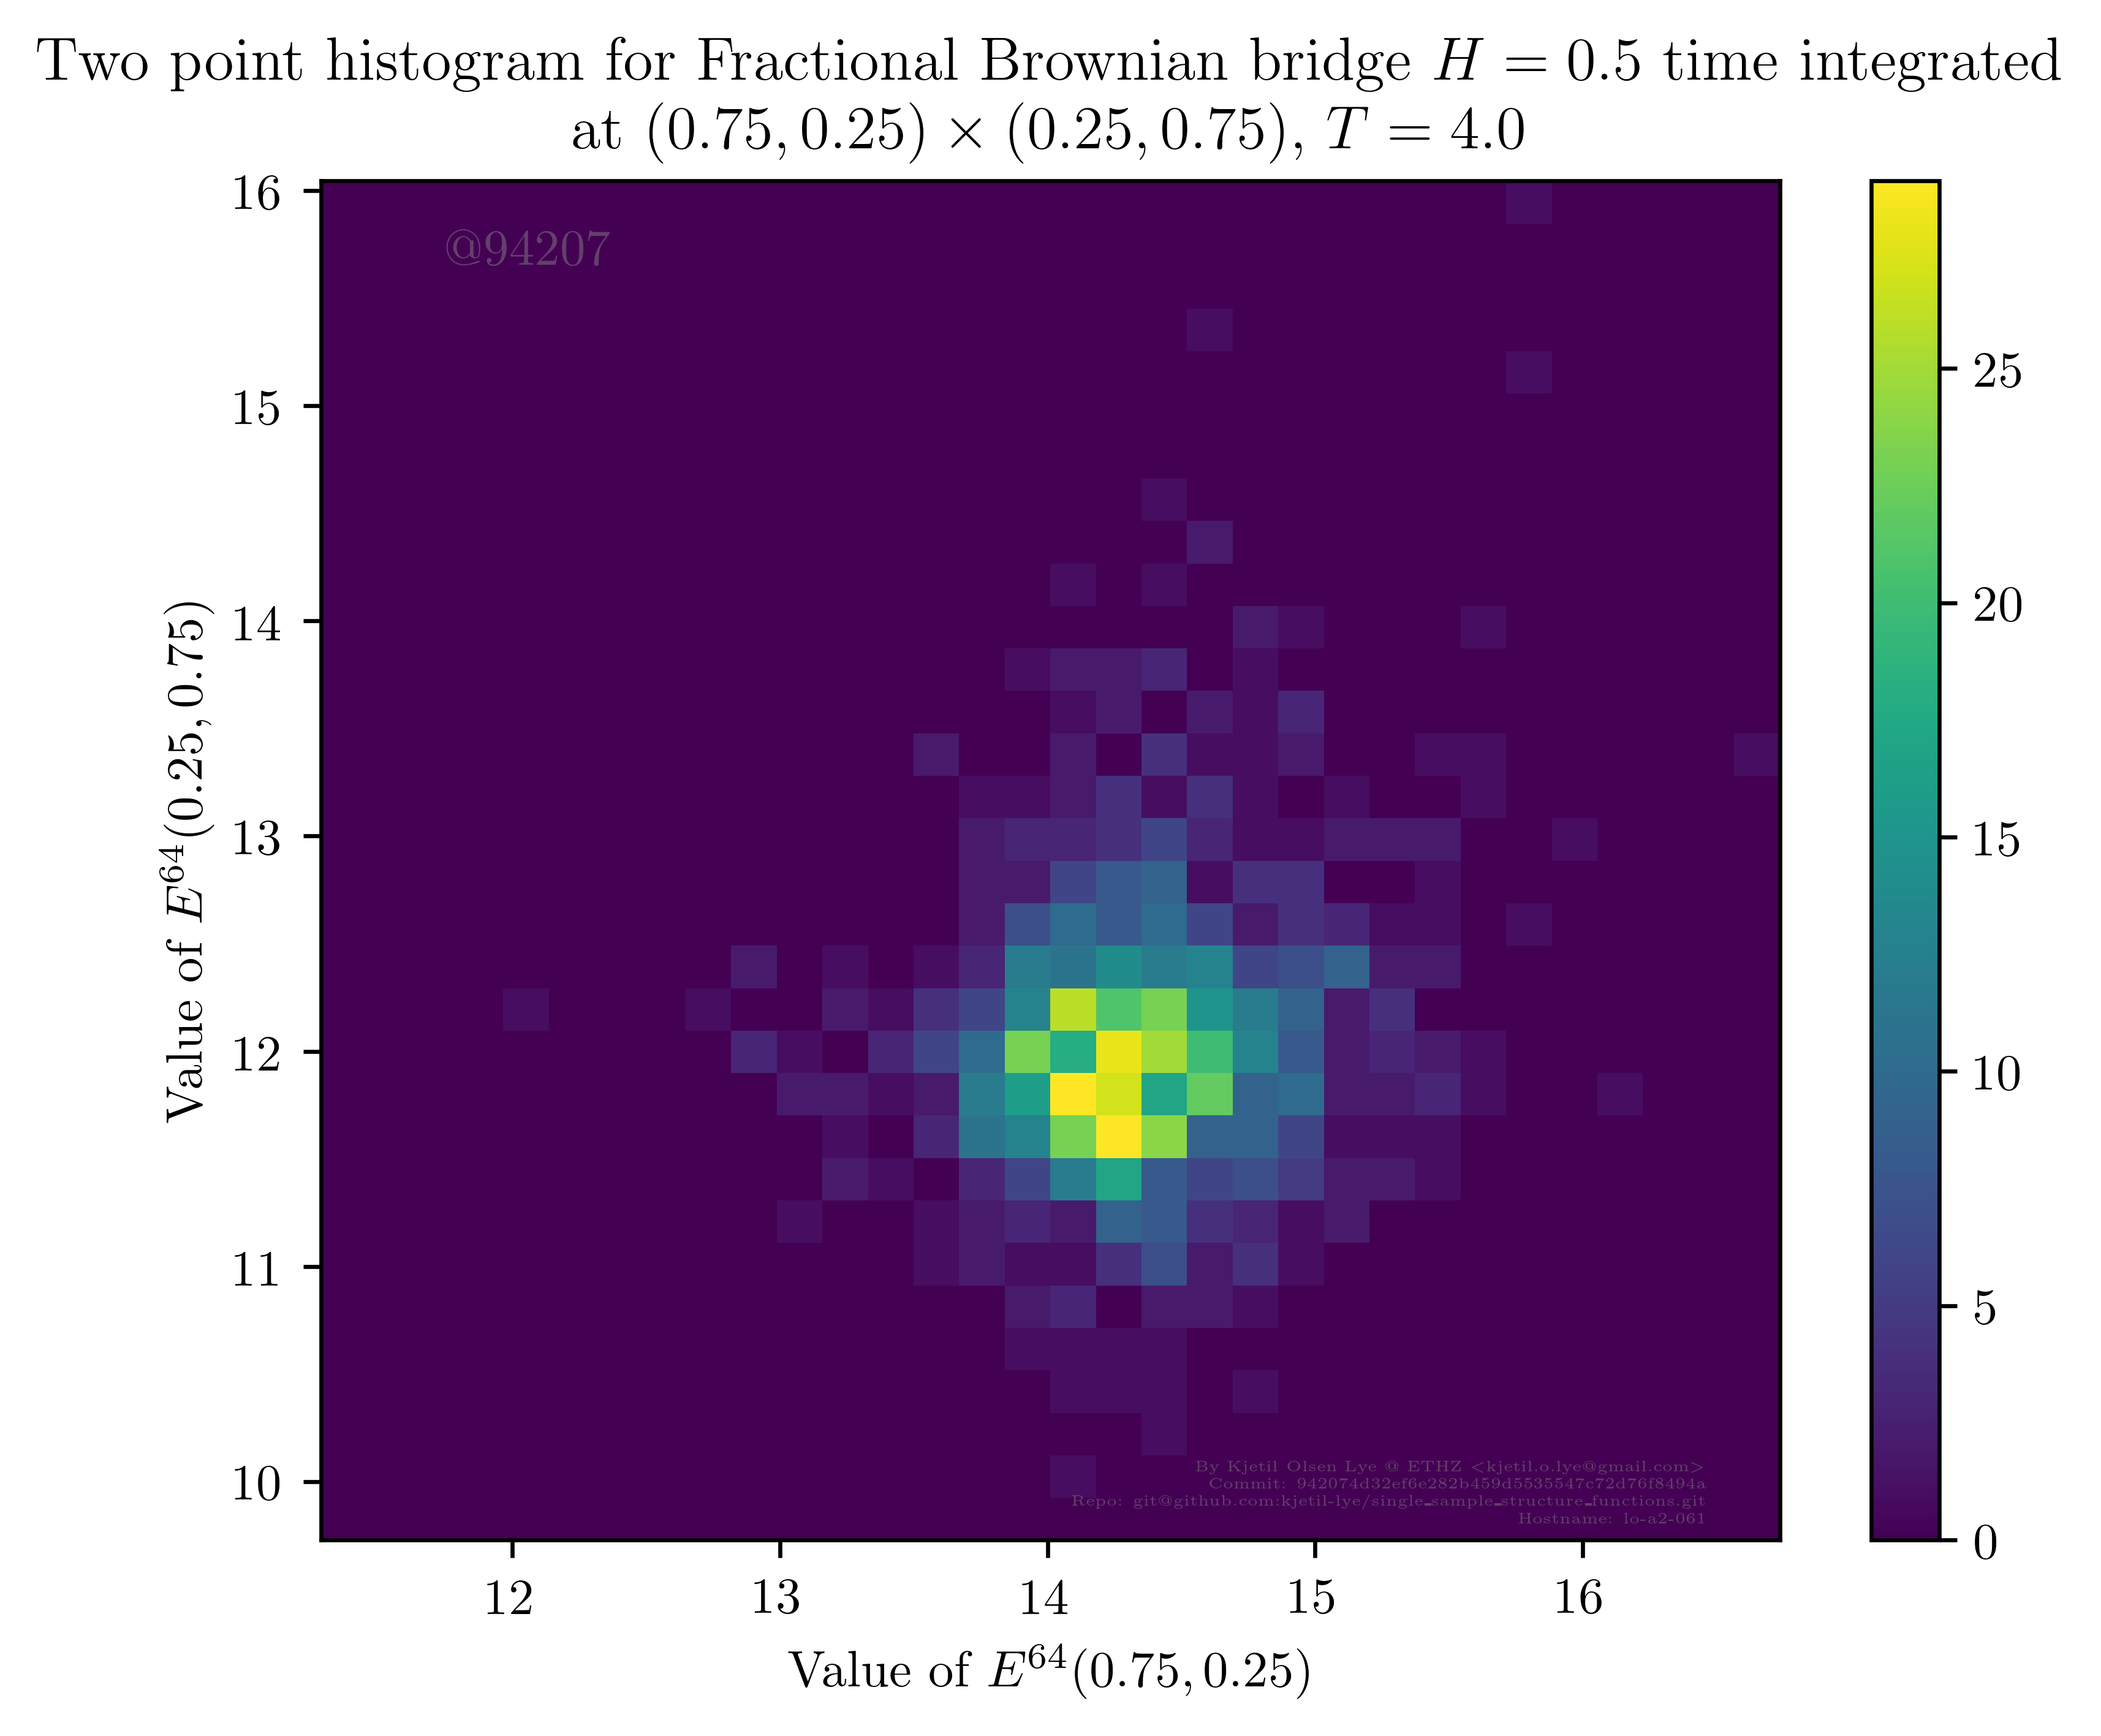 Two point histogram for Fractional Brownian bridge H = 0.5 time integrated
at (0.75, 0.25) × (0.25, 0.75), T = 4.0
16
15
14
13
12
11
10
Value of E^64(0.25, 0.75)
@94207
By Kjetil Olsen Lye @ ETHZ <kjetil.o.lye@gmail.com>
Commit: 942074d32ef6e282b459d5535547c72d76f8494a
Repo: git@github.com:kjetil-lye/single_sample_structure_functions.git
Hostname: lo-a2-061
12 13 14 15 16
Value of E^64(0.75, 0.25)
25
20
15
10
5
0